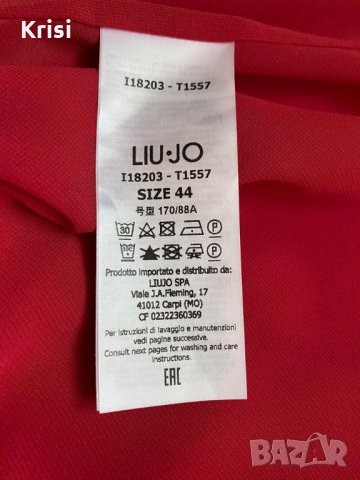 Krisi
I18203 - T1557
LIU·JO
I18203 - T1557
SIZE 44
号型 170/88A
30 P
P
Prodotto importato e distribuito da:
LIUJO SPA
Viale J.A.Fleming, 17
41012 Carpi (MO)
CF 02322360369
Per istruzioni di lavaggio e manutenzioni
vedi pagine successive.
Consult next pages for washing and care
instructions.
EAC
BAZAR